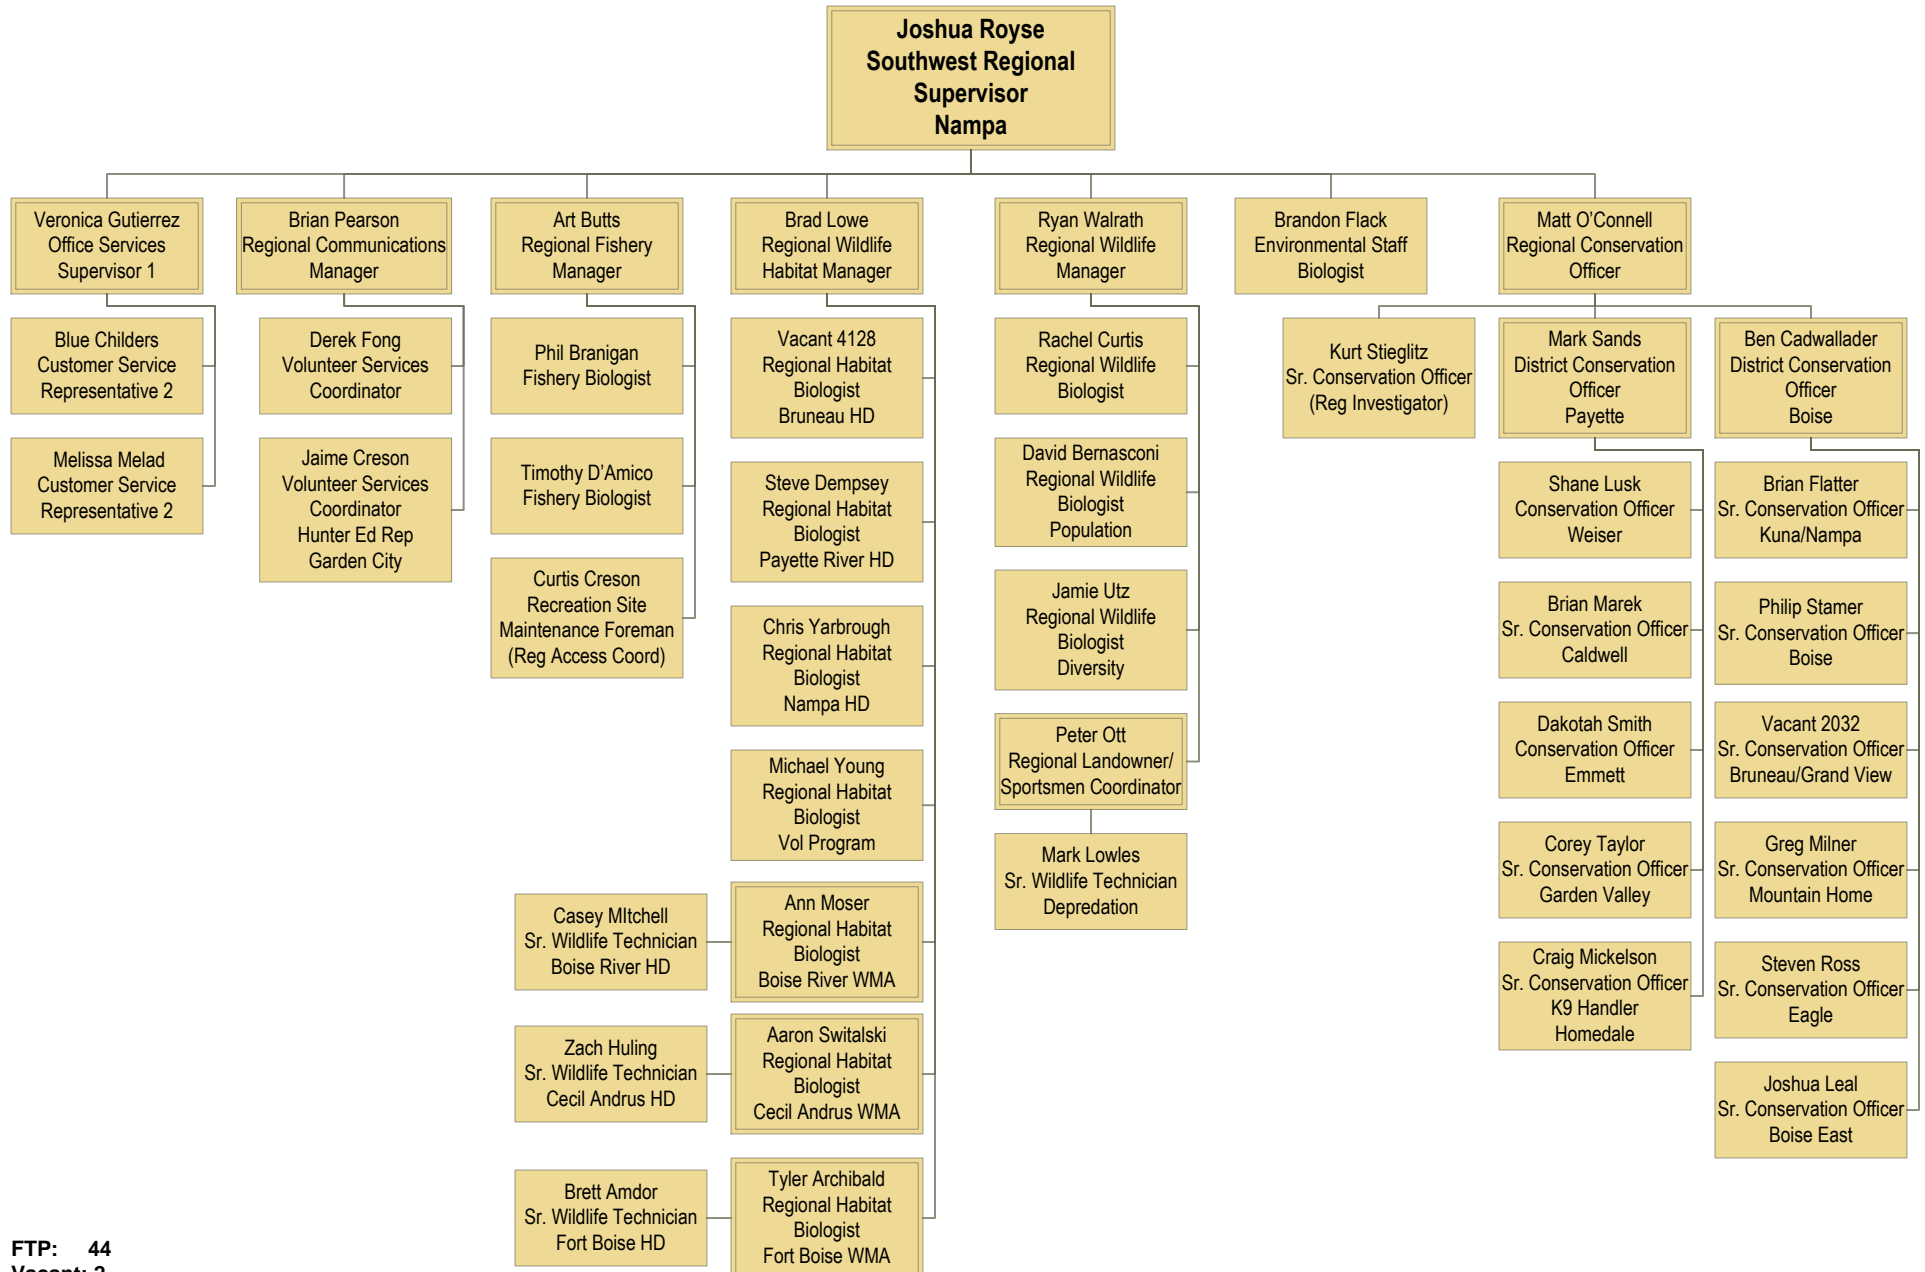 Joshua Royse
Southwest Regional
Supervisor
Nampa
Veronica Gutierrez
Office Services
Supervisor 1
Blue Childers
Customer Service
Representative 2
Melissa Melad
Customer Service
Representative 2
Brian Pearson
Regional Communications
Manager
Derek Fong
Volunteer Services
Coordinator
Jaime Creson
Volunteer Services
Coordinator
Hunter Ed Rep
Garden City
Art Butts
Regional Fishery
Manager
Phil Branigan
Fishery Biologist
Timothy D'Amico
Fishery Biologist
Curtis Creson
Recreation Site
Maintenance Foreman
(Reg Access Coord)
Brad Lowe
Regional Wildlife
Habitat Manager
Vacant 4128
Regional Habitat
Biologist
Bruneau HD
Steve Dempsey
Regional Habitat
Biologist
Payette River HD
Chris Yarbrough
Regional Habitat
Biologist
Nampa HD
Michael Young
Regional Habitat
Biologist
Vol Program
Ann Moser
Regional Habitat
Biologist
Boise River WMA
Casey MItchell
Sr. Wildlife Technician
Boise River HD
Aaron Switalski
Regional Habitat
Biologist
Cecil Andrus WMA
Zach Huling
Sr. Wildlife Technician
Cecil Andrus HD
Tyler Archibald
Regional Habitat
Biologist
Fort Boise WMA
Brett Amdor
Sr. Wildlife Technician
Fort Boise HD
Ryan Walrath
Regional Wildlife
Manager
Rachel Curtis
Regional Wildlife
Biologist
David Bernasconi
Regional Wildlife
Biologist
Population
Jamie Utz
Regional Wildlife
Biologist
Diversity
Peter Ott
Regional Landowner/
Sportsmen Coordinator
Mark Lowles
Sr. Wildlife Technician
Depredation
Brandon Flack
Environmental Staff
Biologist
Matt O'Connell
Regional Conservation
Officer
Kurt Stieglitz
Sr. Conservation Officer
(Reg Investigator)
Mark Sands
District Conservation
Officer
Payette
Shane Lusk
Conservation Officer
Weiser
Brian Marek
Sr. Conservation Officer
Caldwell
Dakotah Smith
Conservation Officer
Emmett
Corey Taylor
Sr. Conservation Officer
Garden Valley
Craig Mickelson
Sr. Conservation Officer
K9 Handler
Homedale
Ben Cadwallader
District Conservation
Officer
Boise
Brian Flatter
Sr. Conservation Officer
Kuna/Nampa
Philip Stamer
Sr. Conservation Officer
Boise
Vacant 2032
Sr. Conservation Officer
Bruneau/Grand View
Greg Milner
Sr. Conservation Officer
Mountain Home
Steven Ross
Sr. Conservation Officer
Eagle
Joshua Leal
Sr. Conservation Officer
Boise East
FTP: 44
Vacant: 2